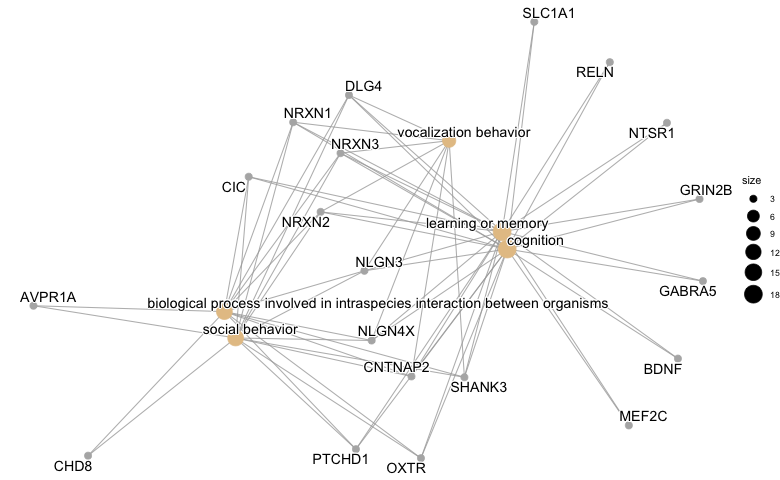 SLC1A1
RELN
DLG4
NRXN1
vocalization behavior
NTSR1
NRXN3
size
CIC
GRIN2B
3
6
NRXN2
learning or memory
9
cognition
12
NLGN3
15
GABRA5
18
AVPR1A
biological process involved in intraspecies interaction between organisms
social behavior
NLGN4X
CNTNAP2
BDNF
SHANK3
MEF2C
PTCHD1
CHD8
OXTR